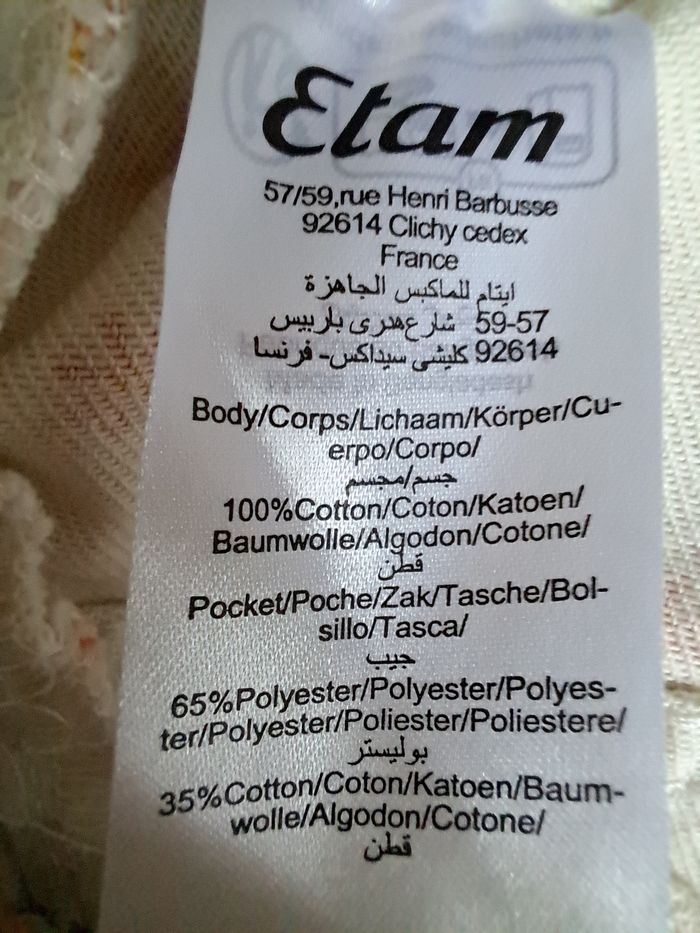 Etam
57/59,rue Henri Barbusse
92614 Clichy cedex
France
ايتام للماكبس الجاهزة
59-57 شارع هدرى باربيس
92614 كليشى سيداكس- فرنسا
Body/Corps/Lichaam/Körper/Cu-
erpo/Corpo/
جسم/مجسم
100%Cotton/Coton/Katoen/
Baumwolle/Algodon/Cotone/
قطن
Pocket/Poche/Zak/Tasche/Bol-
sillo/Tasca/
جيب
65%Polyester/Polyester/Polyes-
ter/Polyester/Poliester/Poliestere/
بوليستر
35%Cotton/Coton/Katoen/Baum-
wolle/Algodon/Cotone/
قطن